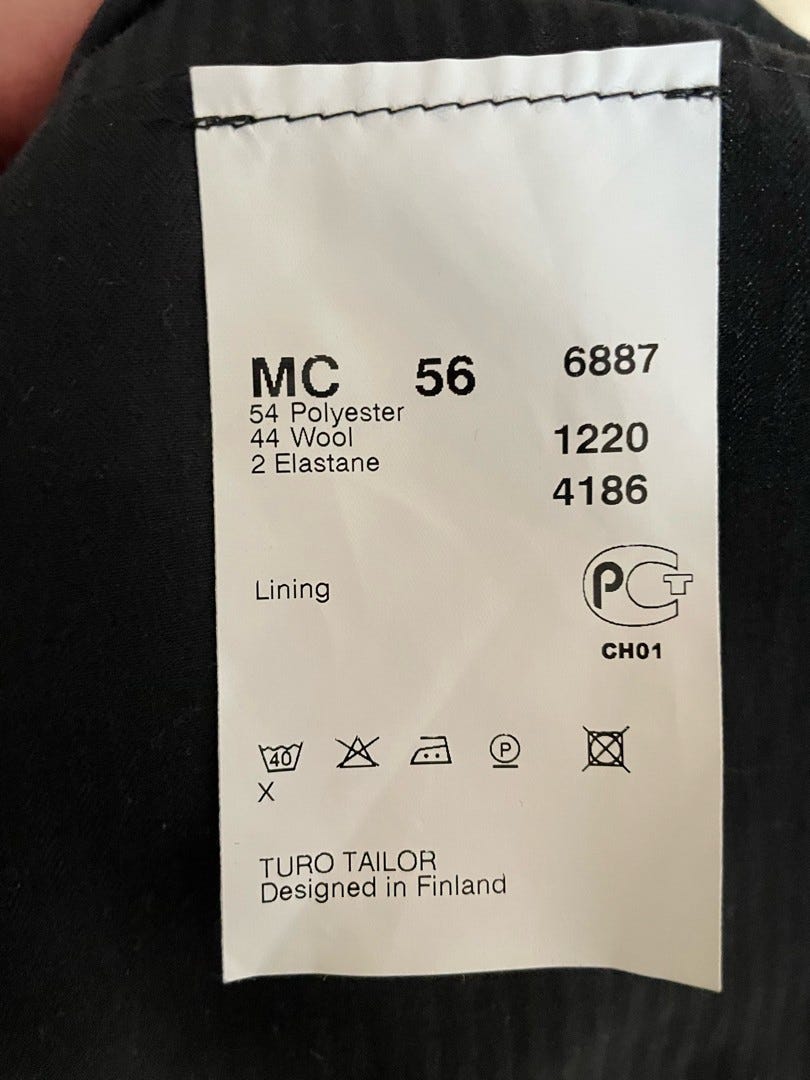 MC 56 6887
54 Polyester
44 Wool 1220
2 Elastane
4186
Lining
РСТ
CH01
40 P
X
TURO TAILOR
Designed in Finland